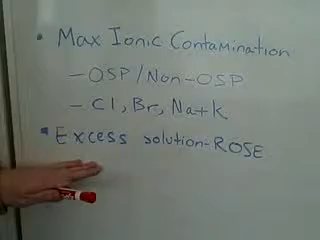 • Max Ionic Contamination
- OSP/Non-OSP
- Cl, Br, Na+K
• Excess solution-ROSE